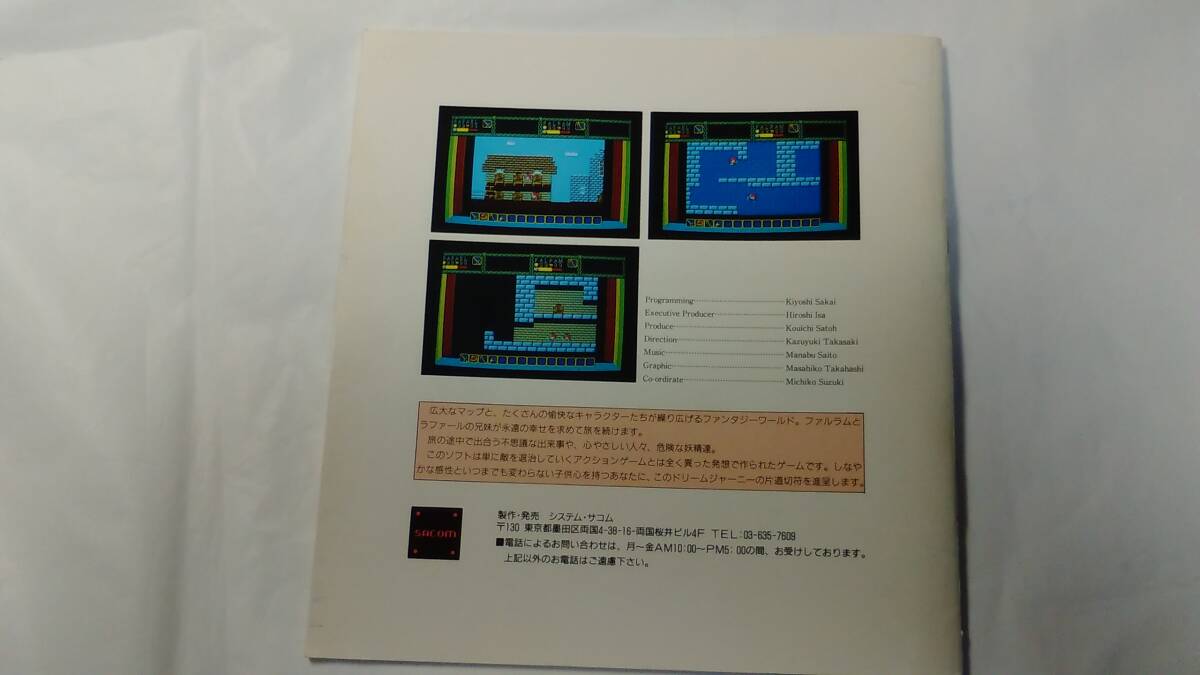 Programming Kiyoshi Sakai
Executive Producer Hiroshi Isa
Produce Kouichi Satoh
Direction Kazuyuki Takasaki
Music Manabu Saito
Graphic Masahiko Takahashi
Co-ordirate Michiko Suzuki
広大なマップと、たくさんの愉快なキャラクターたちが繰り広げるファンタジーワールド。ファルラムと
ラファールの兄妹が永遠の幸せを求めて旅を続けます。
旅の途中で出合う不思議な出来事や、心やさしい人々、危険な妖精達。
このソフトは単に敵を退治していくアクションゲームとは全く異った発想で作られたゲームです。しなや
かな感性といつまでも変わらない子供心を持つあなたに、このドリームジャーニーの片道切符を進呈します。
SACOM
製作・発売 システム・サコム
〒130 東京都墨田区両国4-38-16-両国桜井ビル4F TEL:03-635-7609
■電話によるお問い合わせは、月〜金AM10:00〜PM5:00の間、お受けしております。
上記以外のお電話はご遠慮下さい。